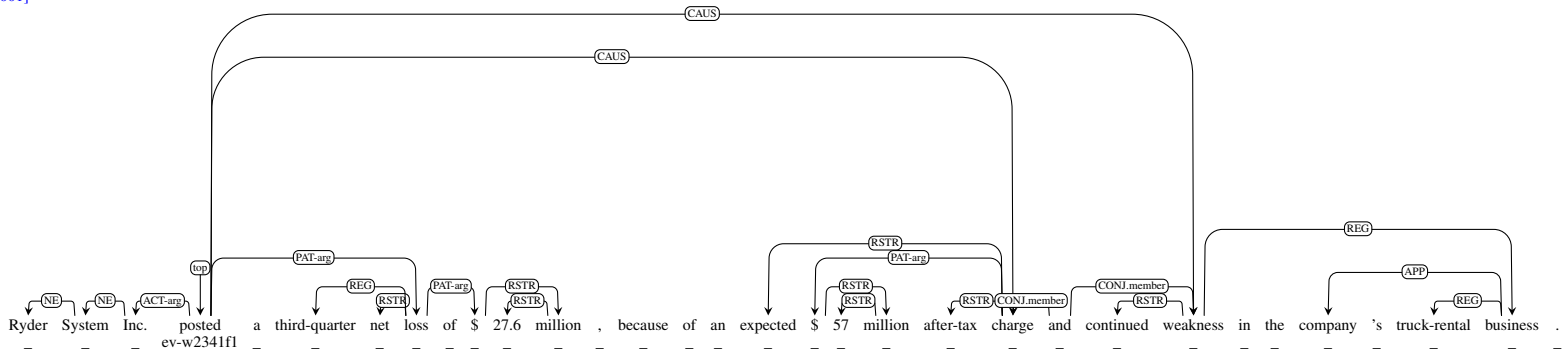 CAUS
CAUS
REG
RSTR
PAT-arg PAT-arg
top
APP
REG PAT-arg RSTR RSTR CONJ.member
NE NE ACT-arg RSTR RSTR RSTR RSTR CONJ.member RSTR REG
Ryder System Inc. posted a third-quarter net loss of $ 27.6 million , because of an expected $ 57 million after-tax charge and continued weakness in the company 's truck-rental business .
_ _ _ ev-w2341f1 _ _ _ _ _ _ _ _ _ _ _ _ _ _ _ _ _ _ _ _ _ _ _ _ _ _ _ _